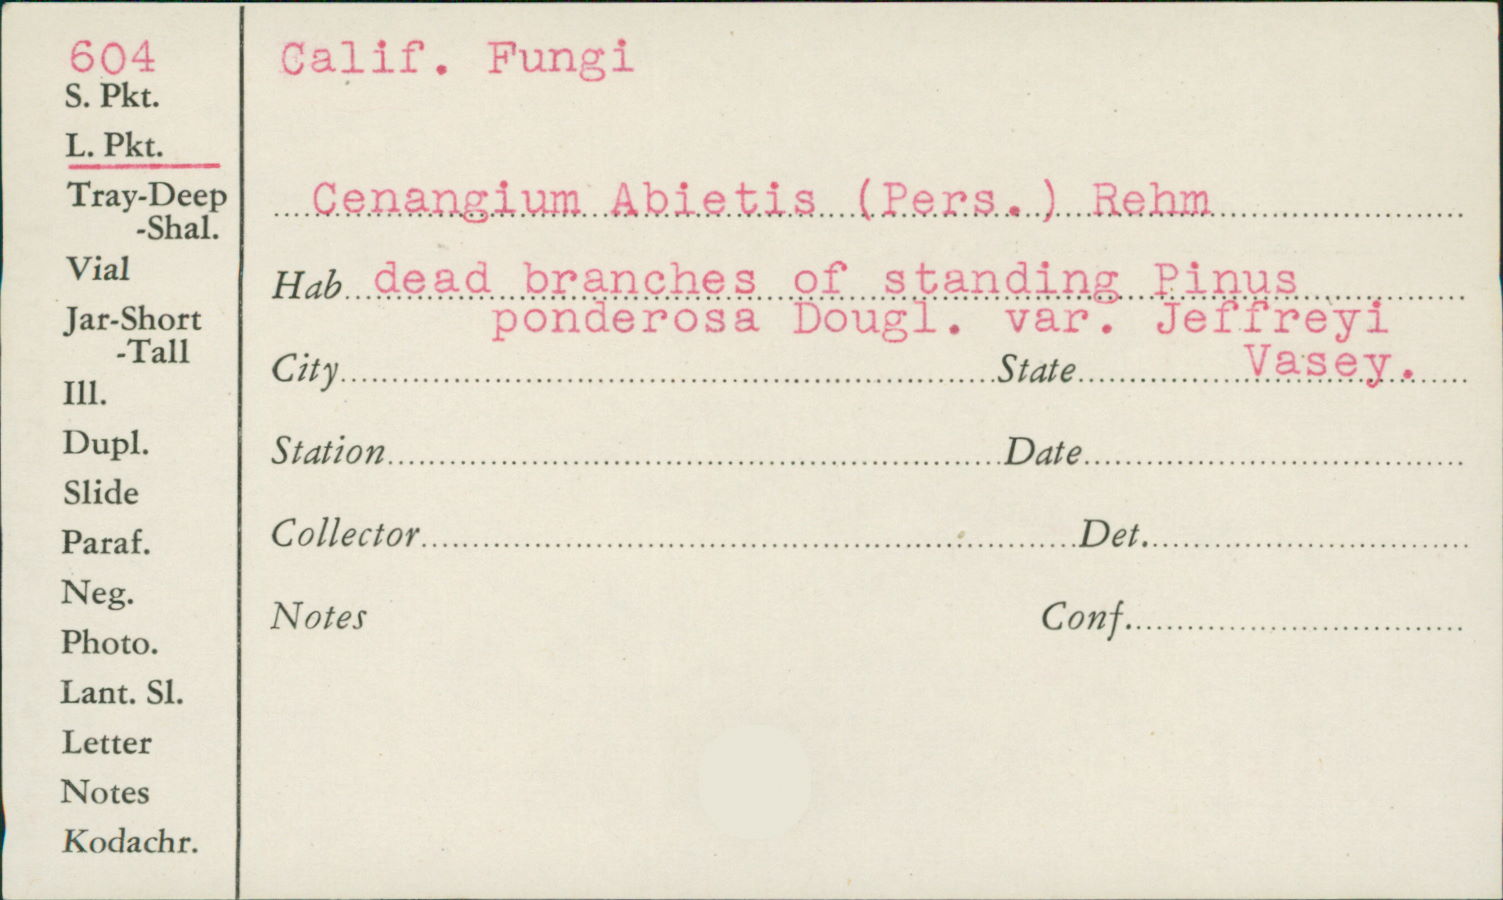 604
S. Pkt.
L. Pkt.
Tray-Deep
-Shal.
Vial
Jar-Short
-Tall
Ill.
Dupl.
Slide
Paraf.
Neg.
Photo.
Lant. Sl.
Letter
Notes
Kodachr.
Calif. Fungi
Cenangium Abietis (Pers.) Rehm
Hab dead branches of standing Pinus
ponderosa Dougl. var. Jeffreyi
City State Vasey.
Station Date
Collector Det.
Notes Conf.